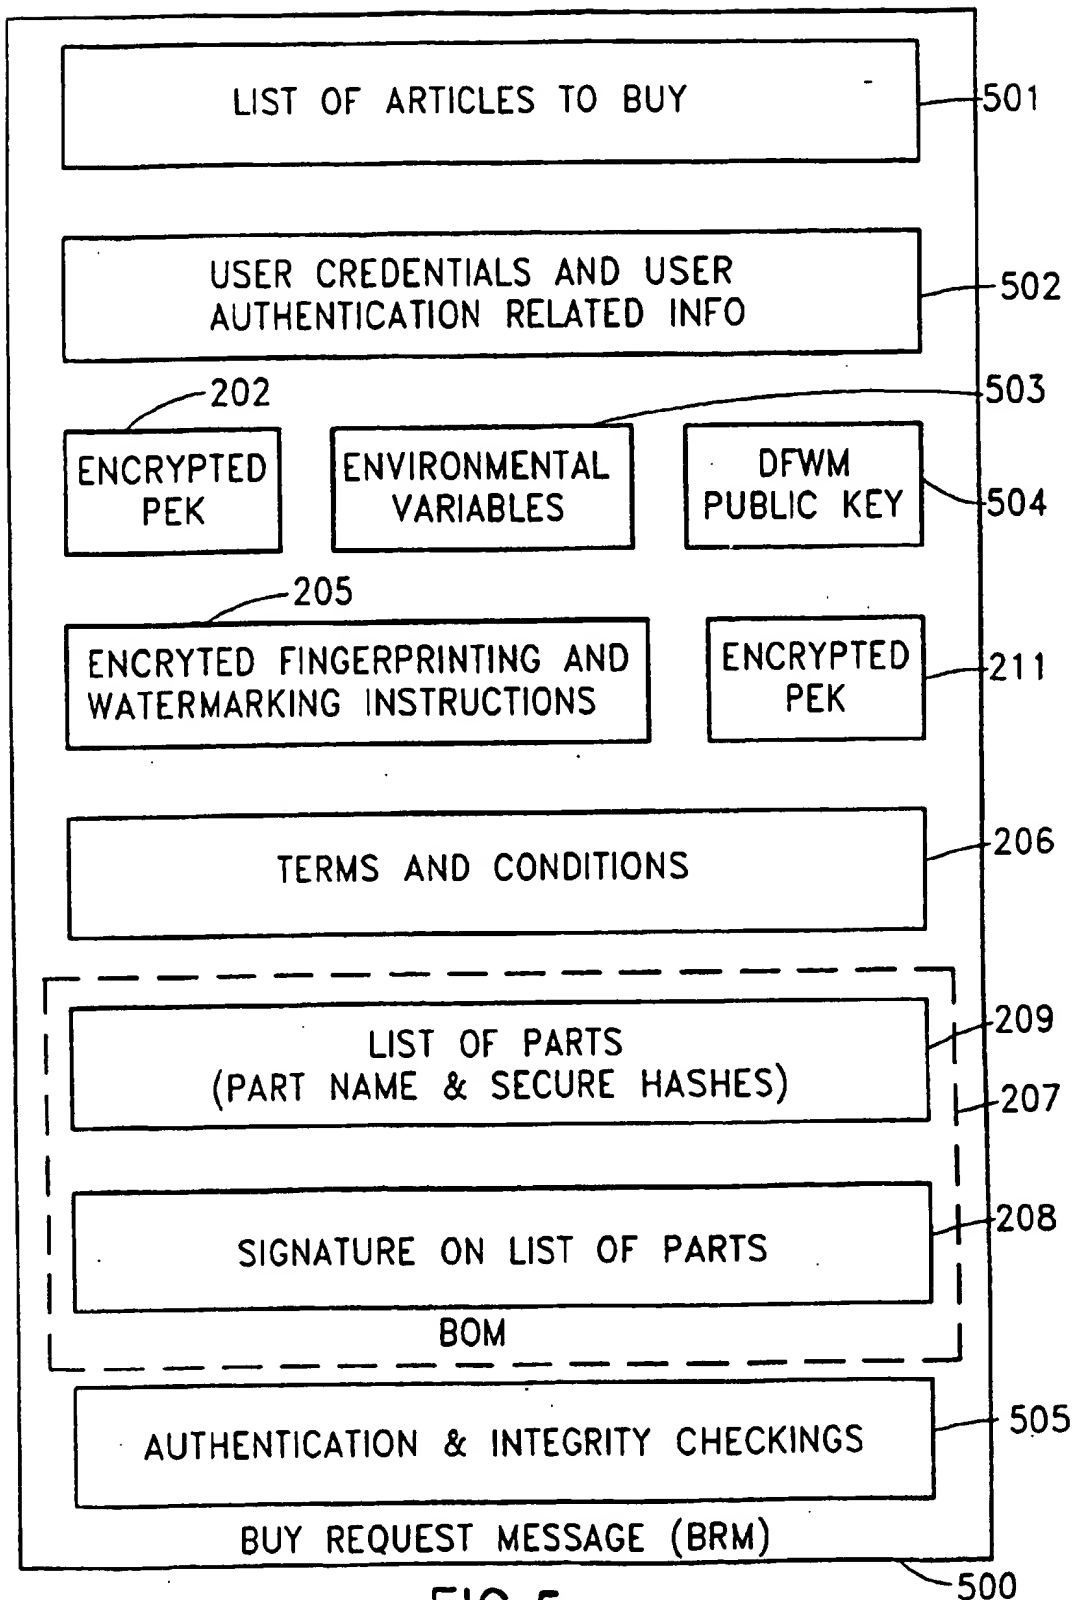 LIST OF ARTICLES TO BUY
501
USER CREDENTIALS AND USER
AUTHENTICATION RELATED INFO
502
202
503
ENCRYPTED
PEK
ENVIRONMENTAL
VARIABLES
DFWM
PUBLIC KEY
504
205
ENCRYTED FINGERPRINTING AND
WATERMARKING INSTRUCTIONS
ENCRYPTED
PEK
211
TERMS AND CONDITIONS
206
LIST OF PARTS
(PART NAME & SECURE HASHES)
209
207
SIGNATURE ON LIST OF PARTS
208
BOM
AUTHENTICATION & INTEGRITY CHECKINGS
505
BUY REQUEST MESSAGE (BRM)
500
FIG. 5